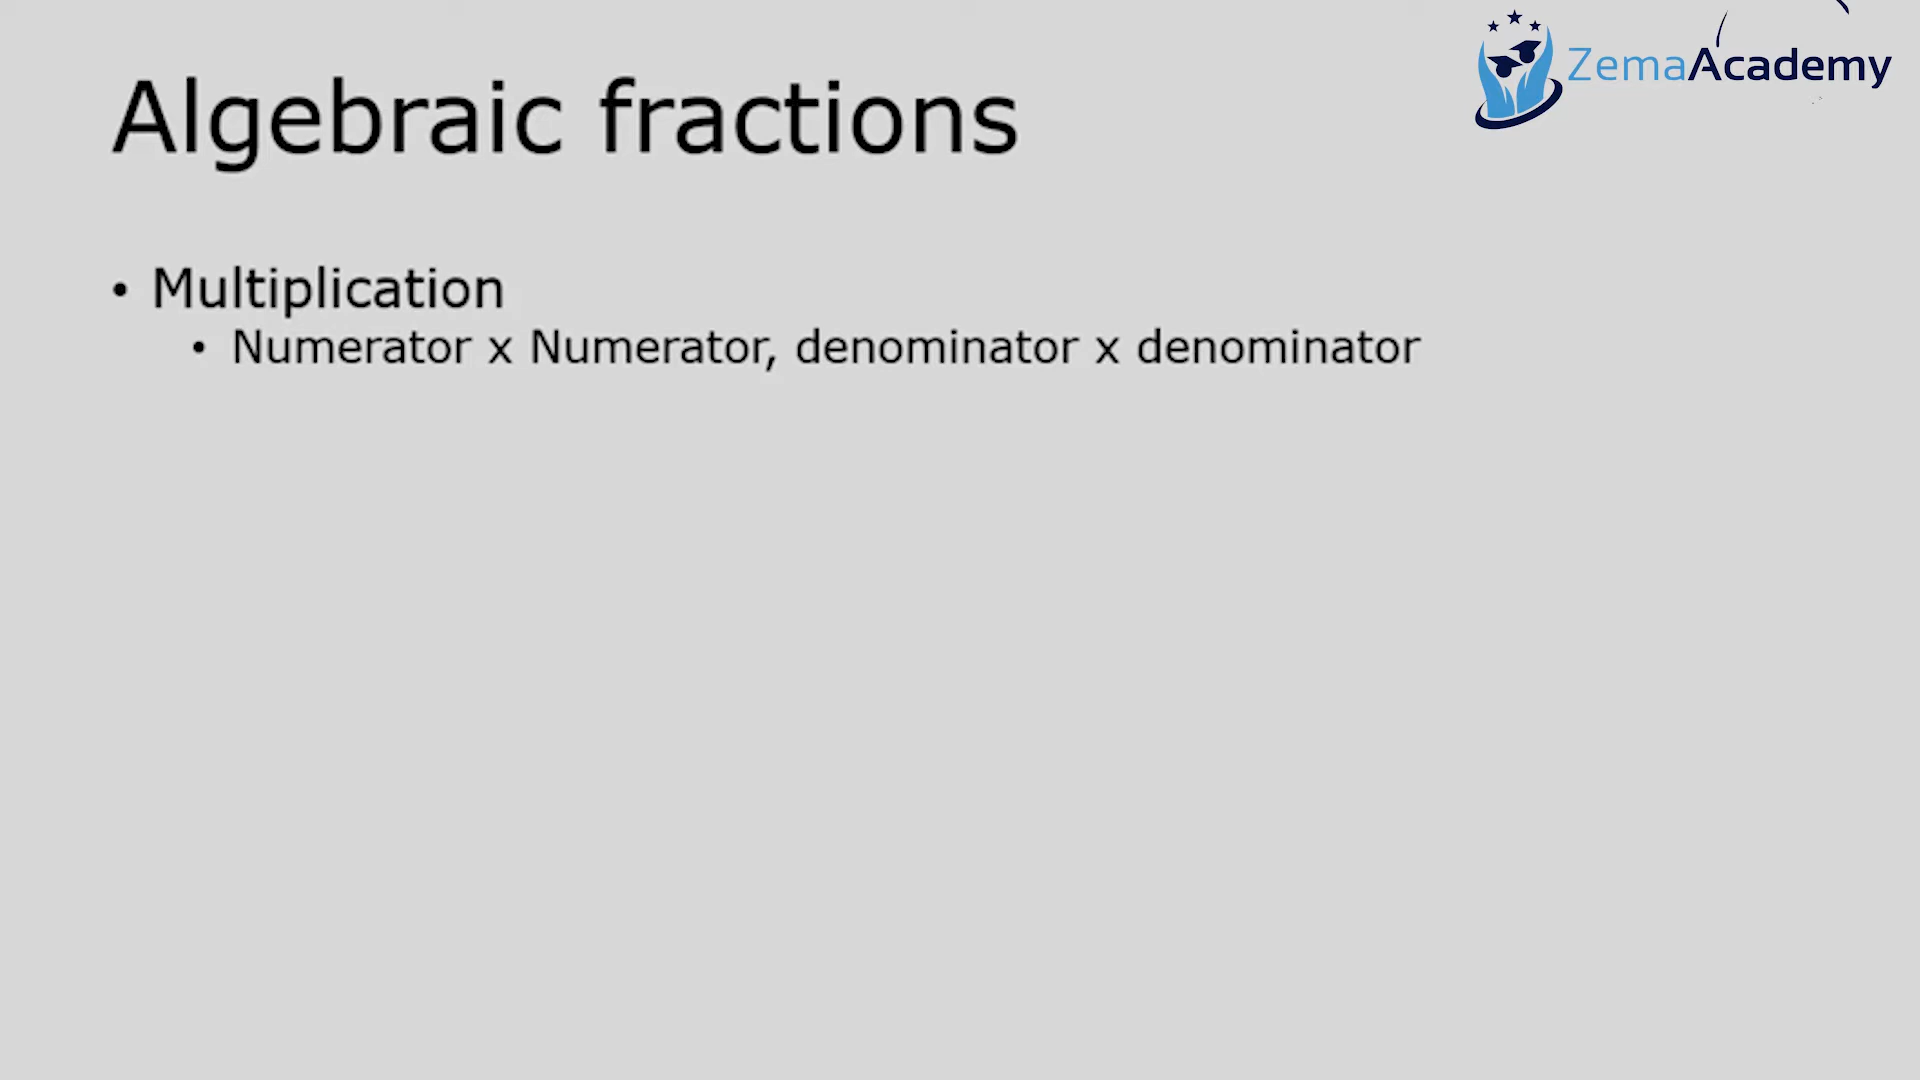 ZemaAcademy
Algebraic fractions
• Multiplication
• Numerator x Numerator, denominator x denominator